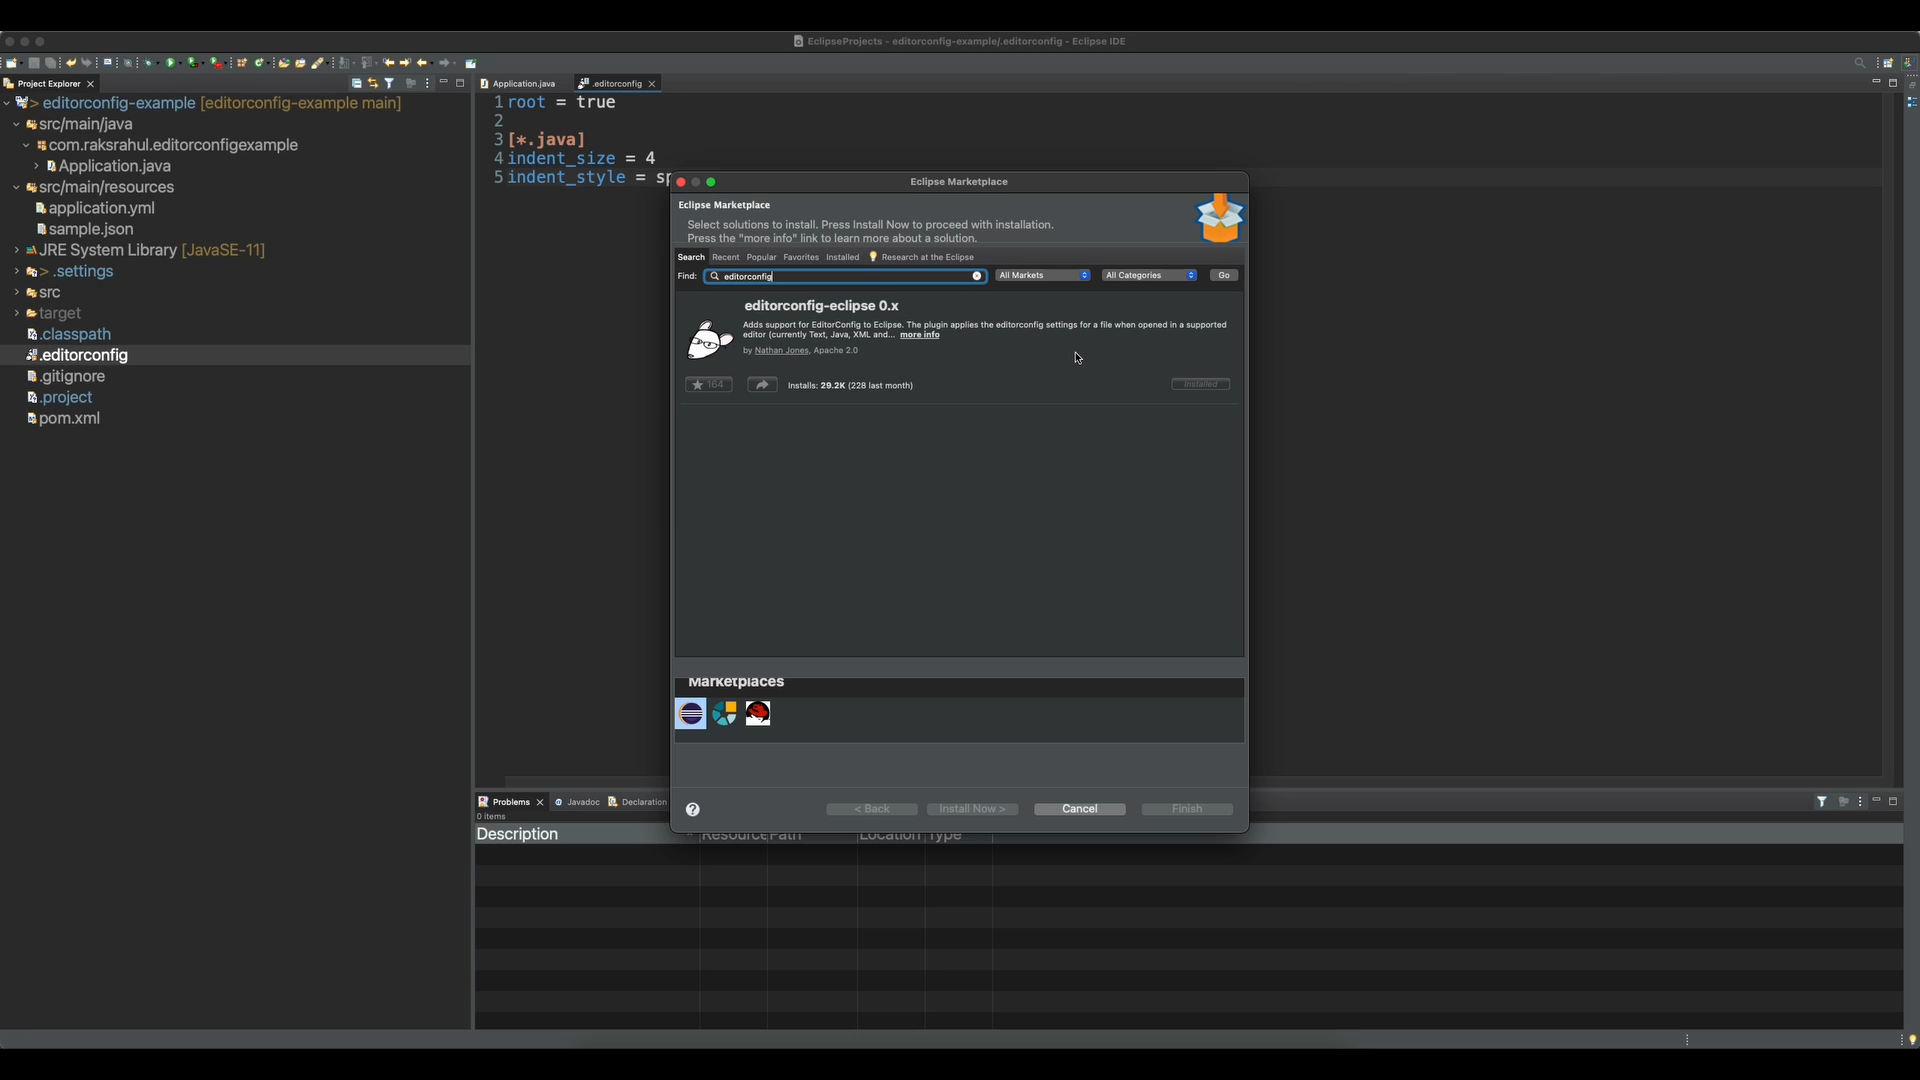 EclipseProjects - editorconfig-example/.editorconfig - Eclipse IDE
Project Explorer
> editorconfig-example [editorconfig-example main]
src/main/java
com.raksrahul.editorconfigexample
Application.java
src/main/resources
application.yml
sample.json
JRE System Library [JavaSE-11]
> .settings
src
target
.classpath
.editorconfig
.gitignore
.project
pom.xml
Application.java
.editorconfig
1 root = true
2
3 [*.java]
4 indent_size = 4
5 indent_style = sp
Eclipse Marketplace
Eclipse Marketplace
Select solutions to install. Press Install Now to proceed with installation.
Press the "more info" link to learn more about a solution.
Search Recent Popular Favorites Installed Research at the Eclipse
Find: editorconfig All Markets All Categories Go
editorconfig-eclipse 0.x
Adds support for EditorConfig to Eclipse. The plugin applies the editorconfig settings for a file when opened in a supported
editor (currently Text, Java, XML and... more info
by Nathan Jones, Apache 2.0
164 Installs: 29.2K (228 last month) Installed
Marketplaces
? < Back Install Now > Cancel Finish
Problems Javadoc Declaration
0 items
Description Resource Path Location Type